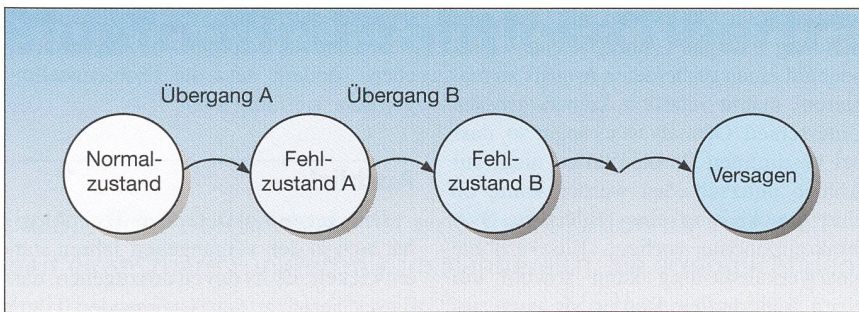 Übergang A
Übergang B
Normal-
zustand
Fehl-
zustand A
Fehl-
zustand B
Versagen